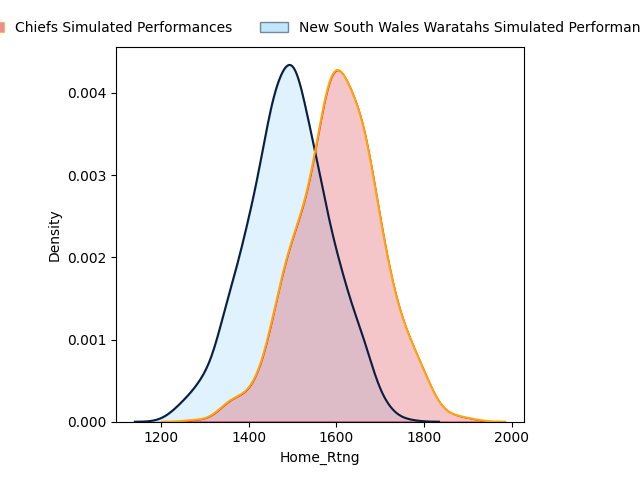 Chiefs Simulated Performances New South Wales Waratahs Simulated Performan
0.004
0.003
0.002
0.001
0.000
Density
1200 1400 1600 1800 2000
Home_Rtng